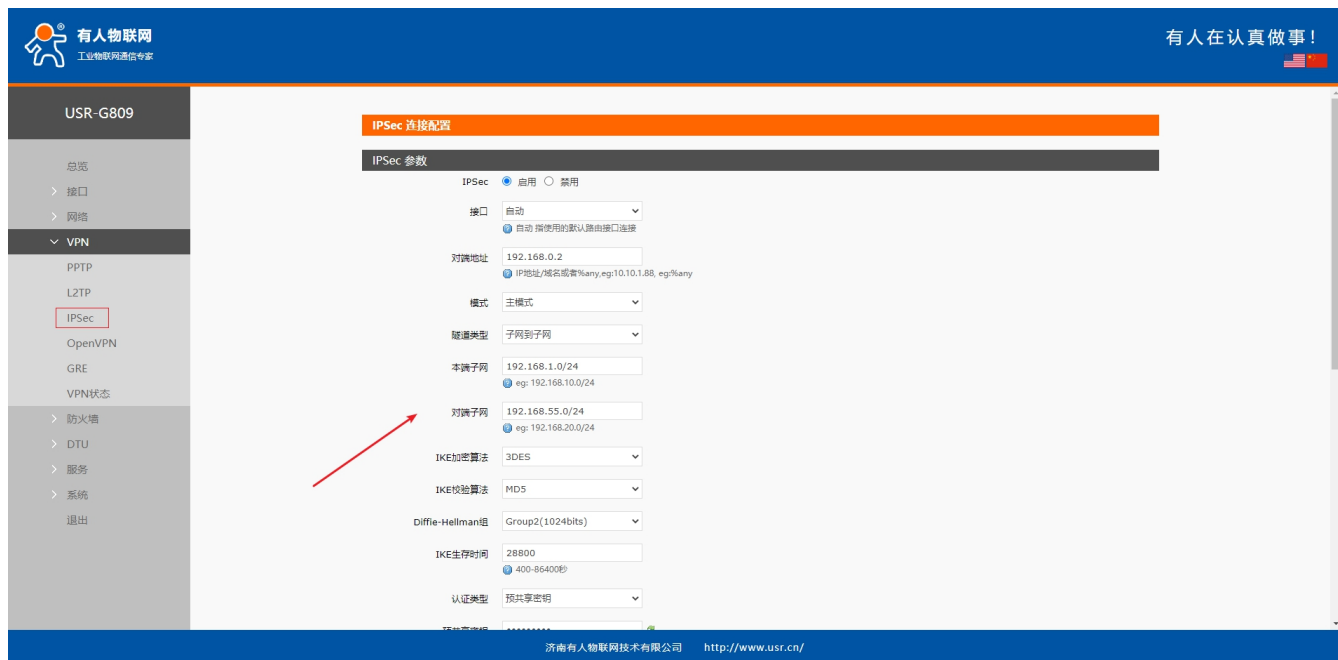 有人物联网
工业物联网通信专家
有人在认真做事！
USR-G809
总览
接口
网络
VPN
PPTP
L2TP
IPSec
OpenVPN
GRE
VPN状态
防火墙
DTU
服务
系统
退出
IPSec 连接配置
IPSec 参数
IPSec 启用 禁用
接口 自动
自动 指使用的默认路由接口连接
对端地址 192.168.0.2
IP地址/域名或者%any,eg:10.10.1.88, eg:%any
模式 主模式
隧道类型 子网到子网
本端子网 192.168.1.0/24
eg: 192.168.10.0/24
对端子网 192.168.55.0/24
eg: 192.168.20.0/24
IKE加密算法 3DES
IKE校验算法 MD5
Diffie-Hellman组 Group2(1024bits)
IKE生存时间 28800
400-86400秒
认证类型 预共享密钥
预共享密钥
济南有人物联网技术有限公司 http://www.usr.cn/